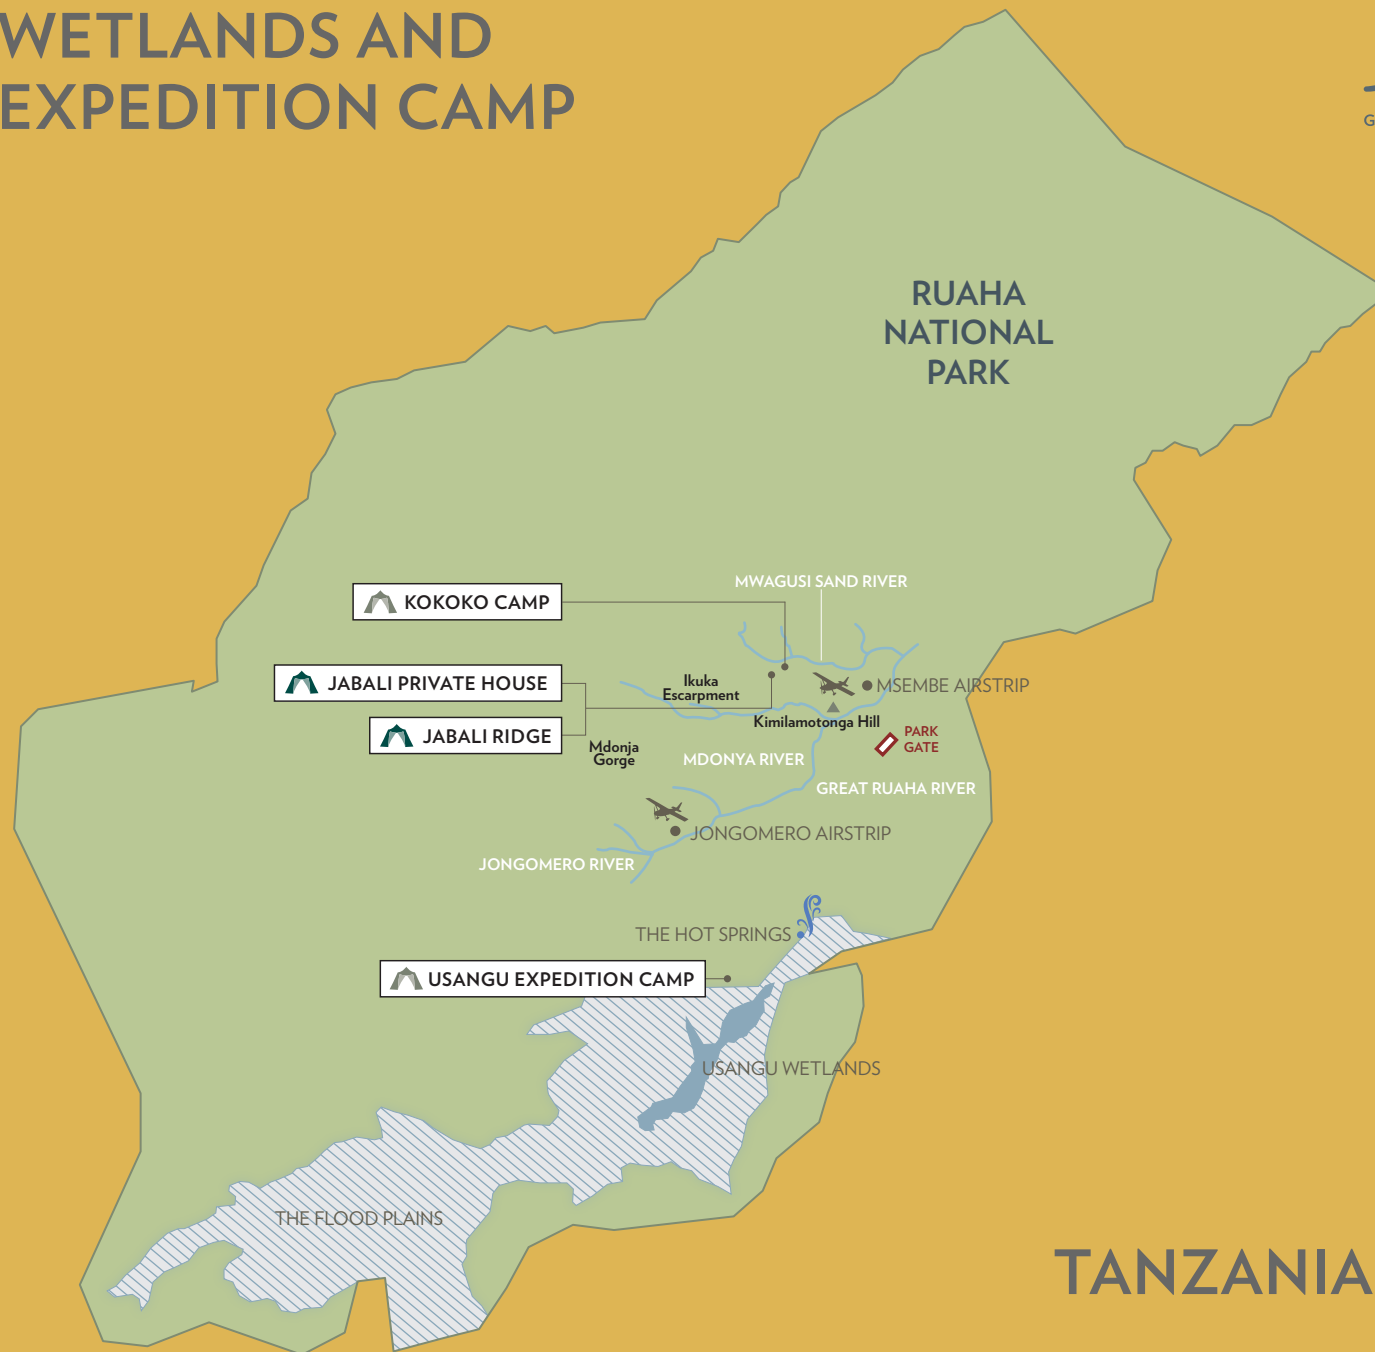 WETLANDS AND
EXPEDITION CAMP
G
RUAHA
NATIONAL
PARK
MWAGUSI SAND RIVER
KOKOKO CAMP
JABALI PRIVATE HOUSE
Ikuka
Escarpment
MSEMBE AIRSTRIP
Kimilamotonga Hill
JABALI RIDGE
PARK
GATE
Mdonja
Gorge
MDONYA RIVER
GREAT RUAHA RIVER
JONGOMERO AIRSTRIP
JONGOMERO RIVER
THE HOT SPRINGS
USANGU EXPEDITION CAMP
USANGU WETLANDS
THE FLOOD PLAINS
TANZANIA